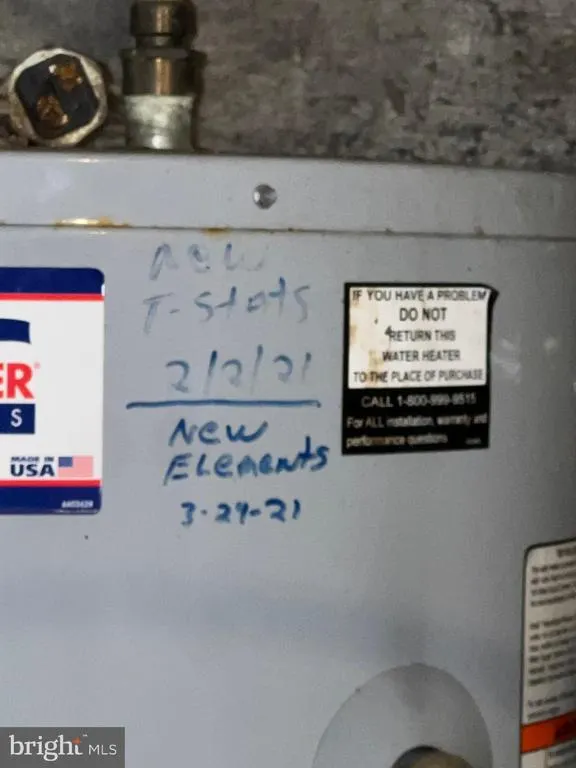 New
T-Stats
2/2/21
New
Elements
3-29-21
ER
S
MADE IN
USA
IF YOU HAVE A PROBLEM
DO NOT
RETURN THIS
WATER HEATER
TO THE PLACE OF PURCHASE
CALL 1-800-999-9515
For ALL installation, warranty and
performance questions
bright MLS